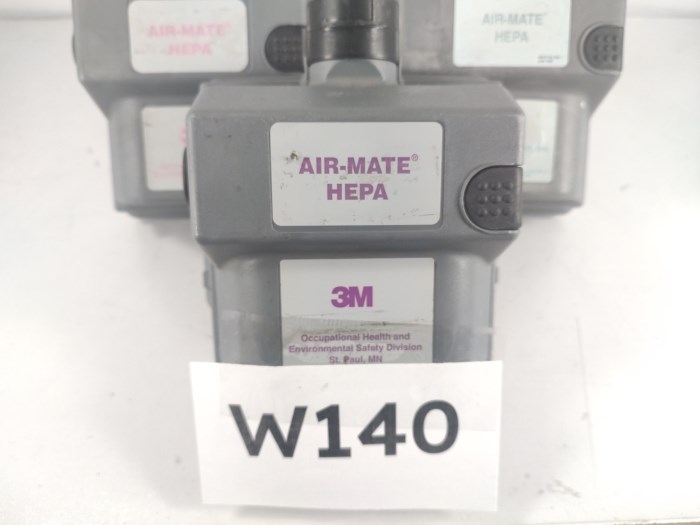 AIR-MATE
HEPA
AIR-MATE
HEPA
AIR-MATE®
HEPA
3M
Occupational Health and
Environmental Safety Division
St. Paul, MN
W140